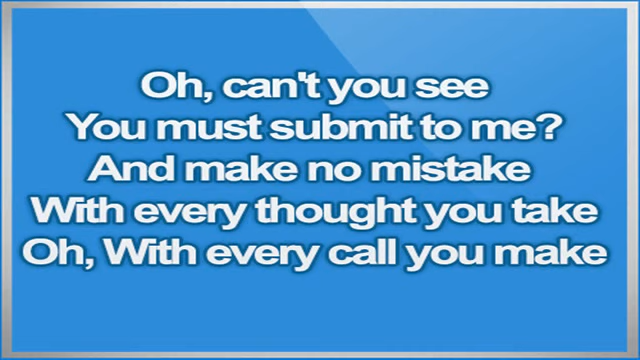 Oh, can't you see
You must submit to me?
And make no mistake
With every thought you take
Oh, With every call you make